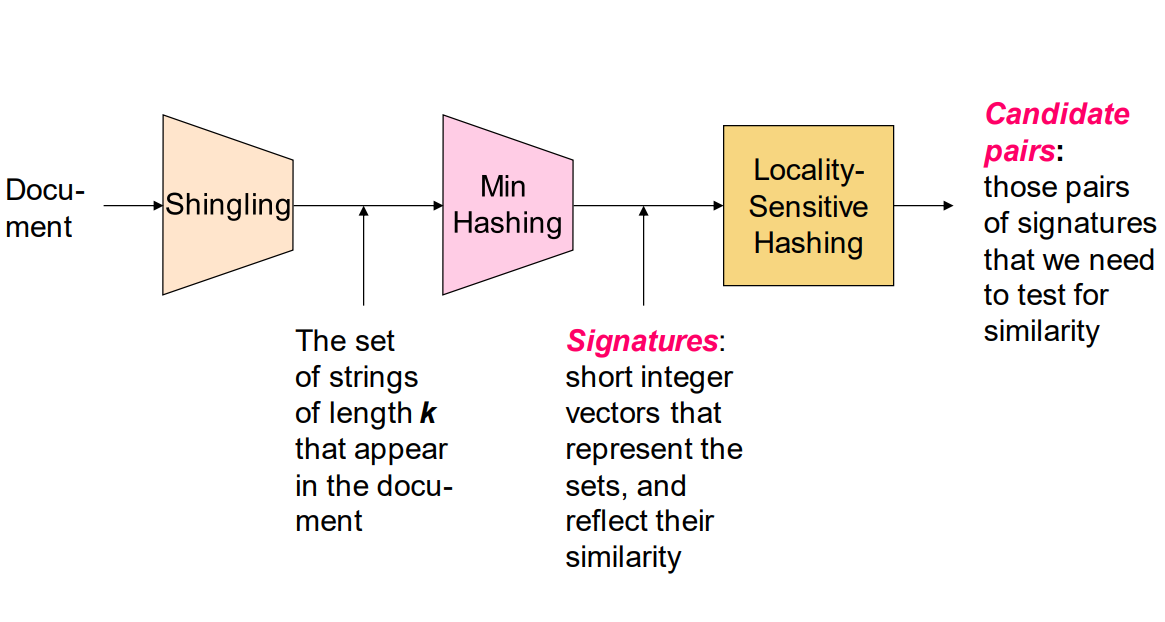 Docu-
ment
Shingling
The set
of strings
of length k
that appear
in the docu-
ment
Min
Hashing
Signatures:
short integer
vectors that
represent the
sets, and
reflect their
similarity
Locality-
Sensitive
Hashing
Candidate
pairs:
those pairs
of signatures
that we need
to test for
similarity